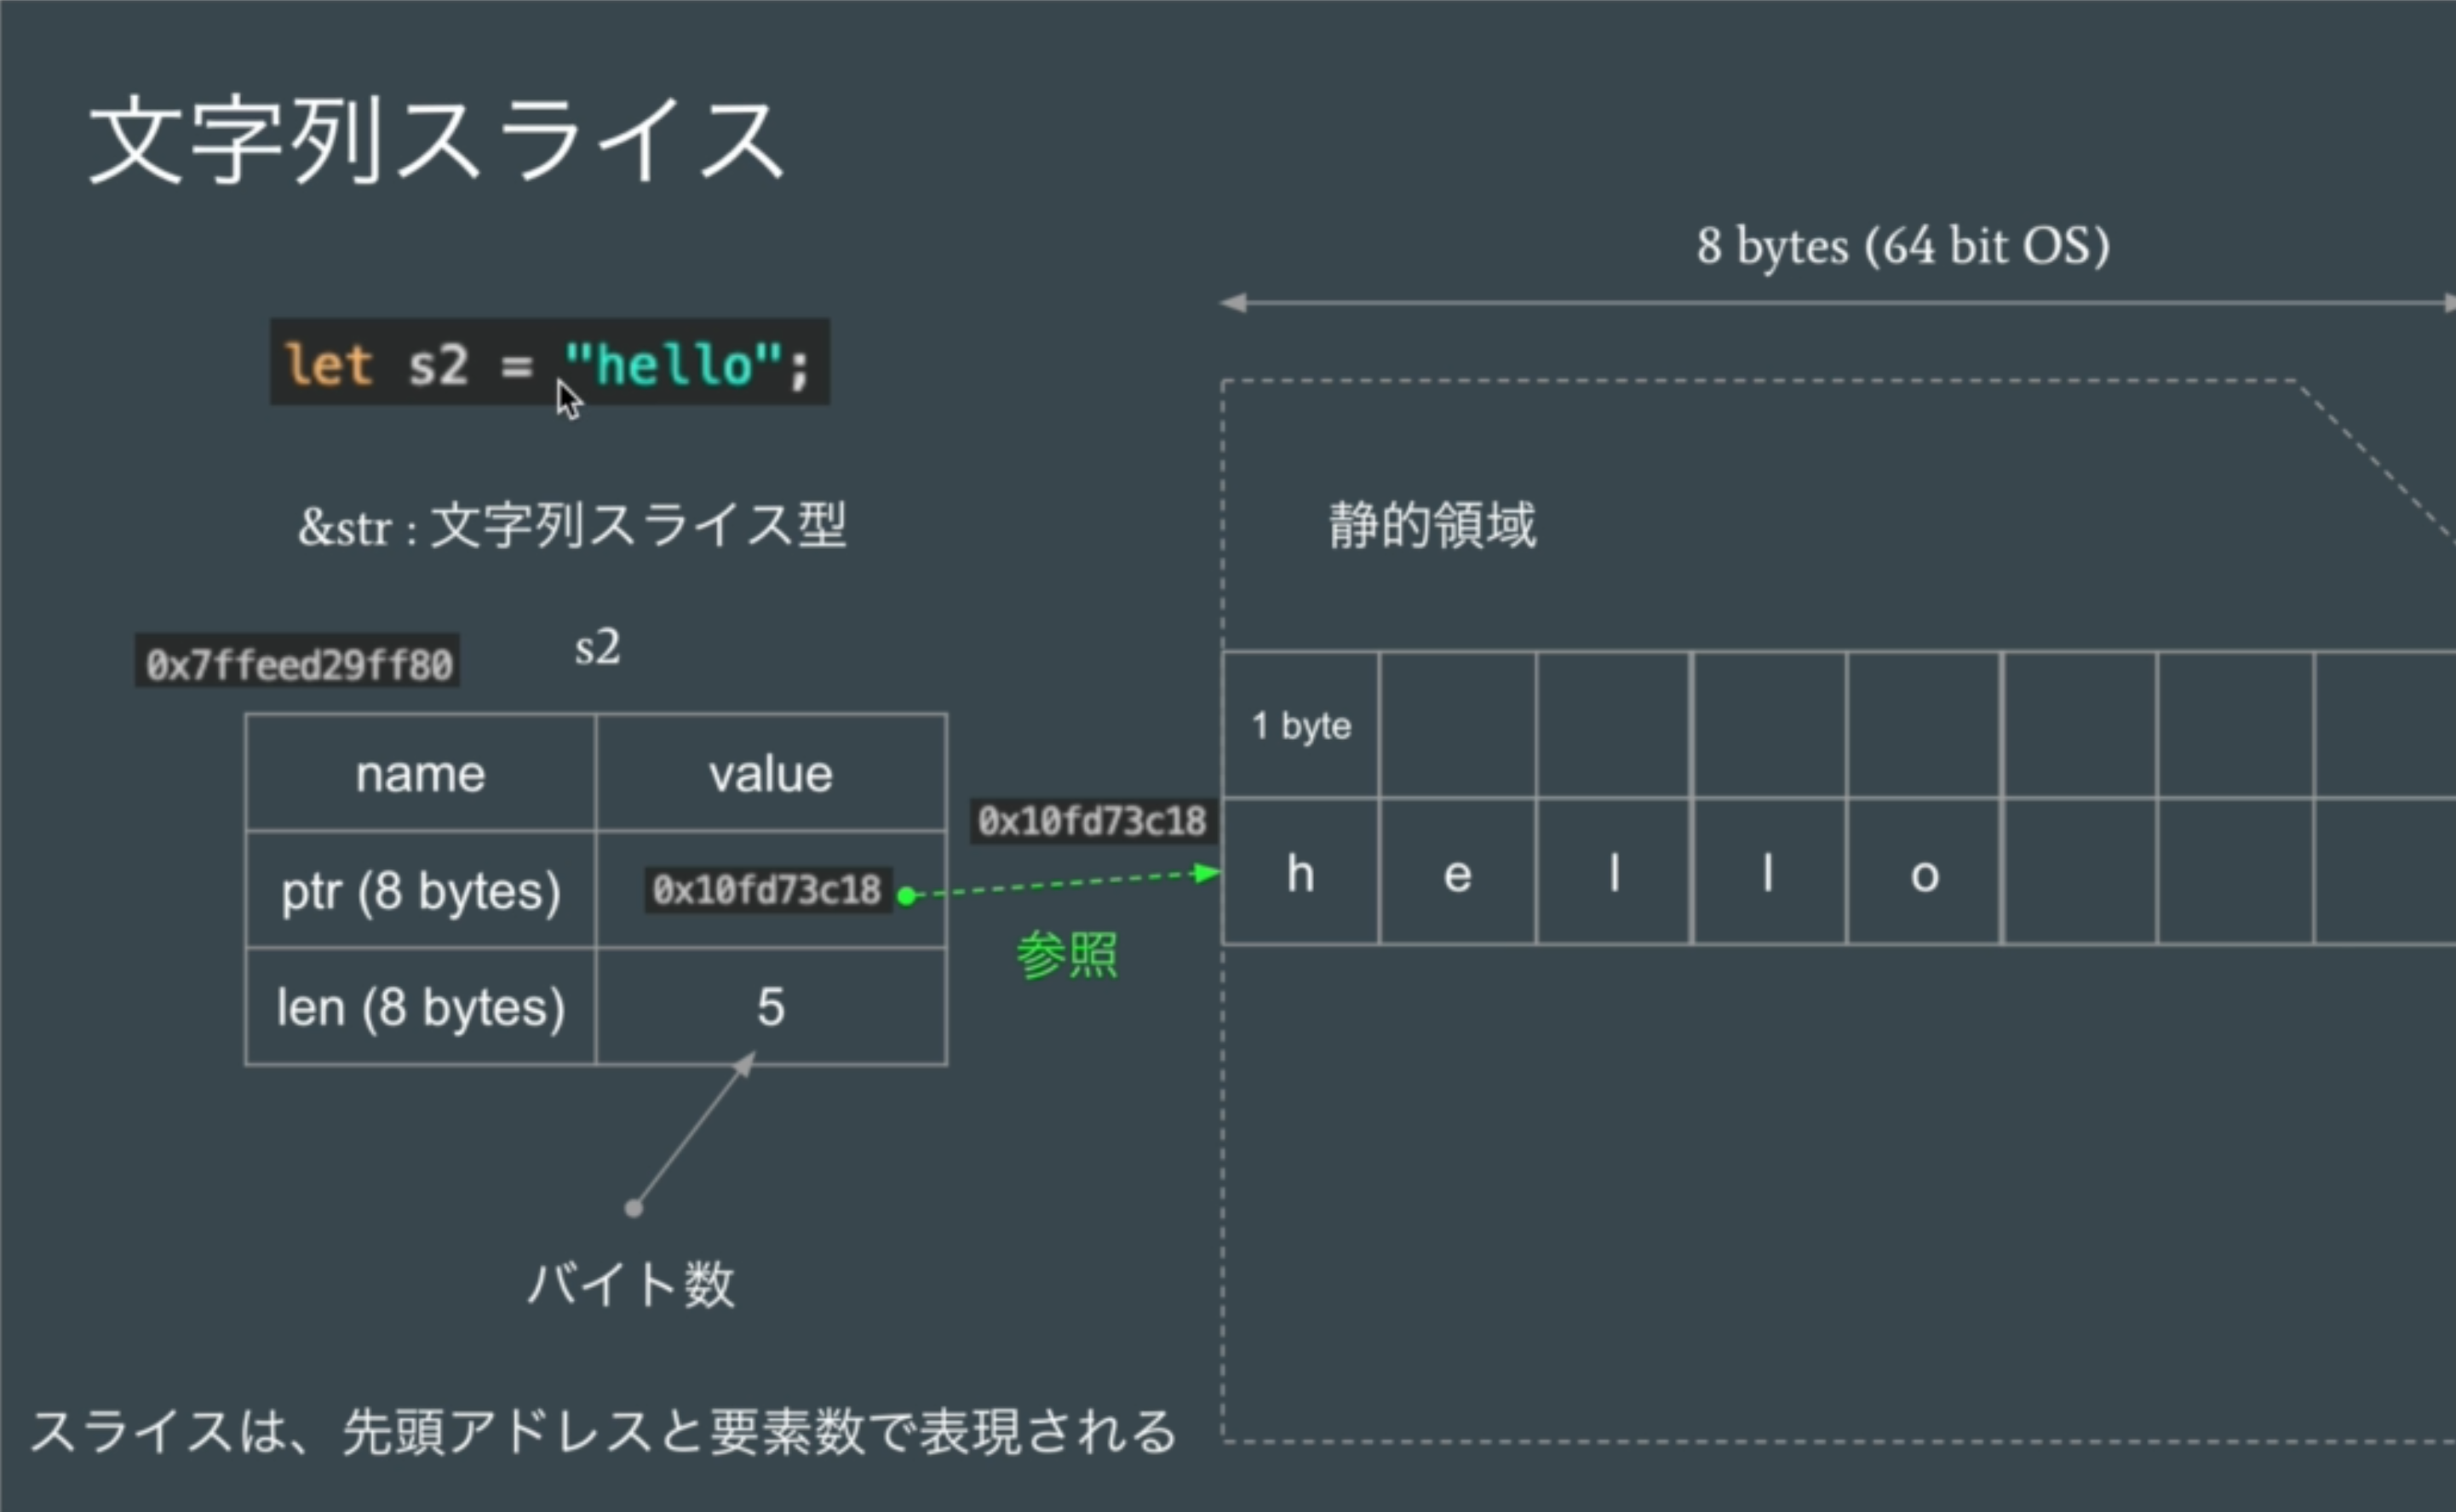 文字列スライス
8 bytes (64 bit OS)
let s2 = "hello";
&str : 文字列スライス型
静的領域
0x7ffeed29ff80
s2
name value
ptr (8 bytes) 0x10fd73c18
len (8 bytes) 5
0x10fd73c18
参照
1 byte
h e l l o
バイト数
スライスは、先頭アドレスと要素数で表現される